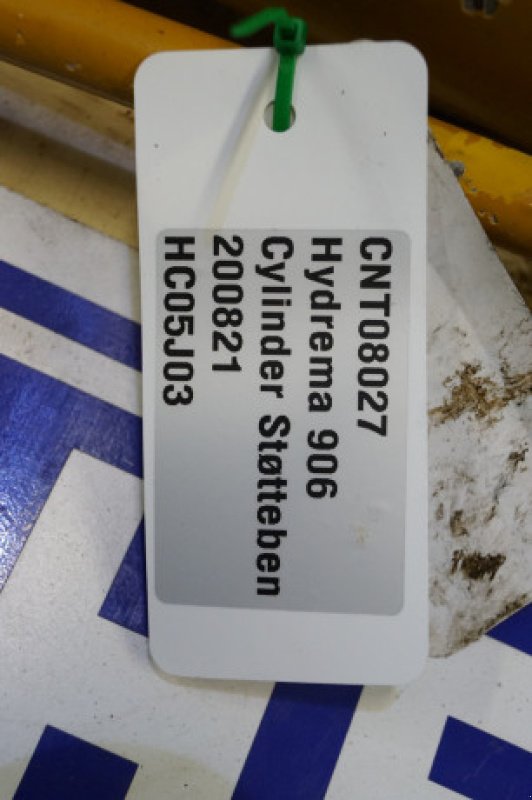 CNT08027
Hydrema 906
Cylinder Støtteben
200821
HC05J03